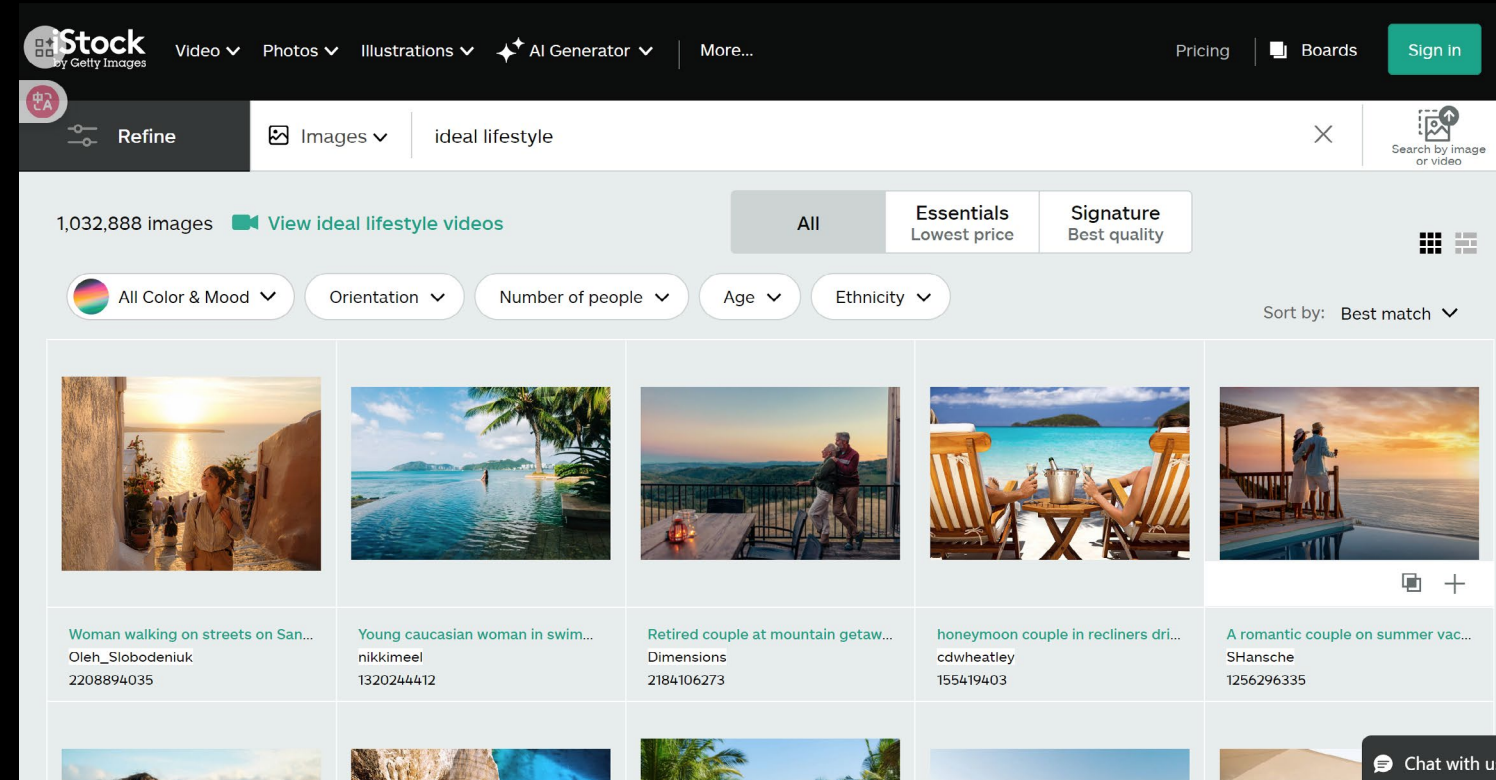 iStock
by Getty Images
Video
Photos
Illustrations
AI Generator
More...
Pricing
Boards
Sign in
中
A
Refine
Images
ideal lifestyle
Search by image
or video
1,032,888 images
View ideal lifestyle videos
All
Essentials
Lowest price
Signature
Best quality
All Color & Mood
Orientation
Number of people
Age
Ethnicity
Sort by: Best match
Woman walking on streets on San...
Oleh_Slobodeniuk
2208894035
Young caucasian woman in swim...
nikkimeel
1320244412
Retired couple at mountain getaw...
Dimensions
2184106273
honeymoon couple in recliners dri...
cdwheatley
155419403
A romantic couple on summer vac...
SHansche
1256296335
Chat with u